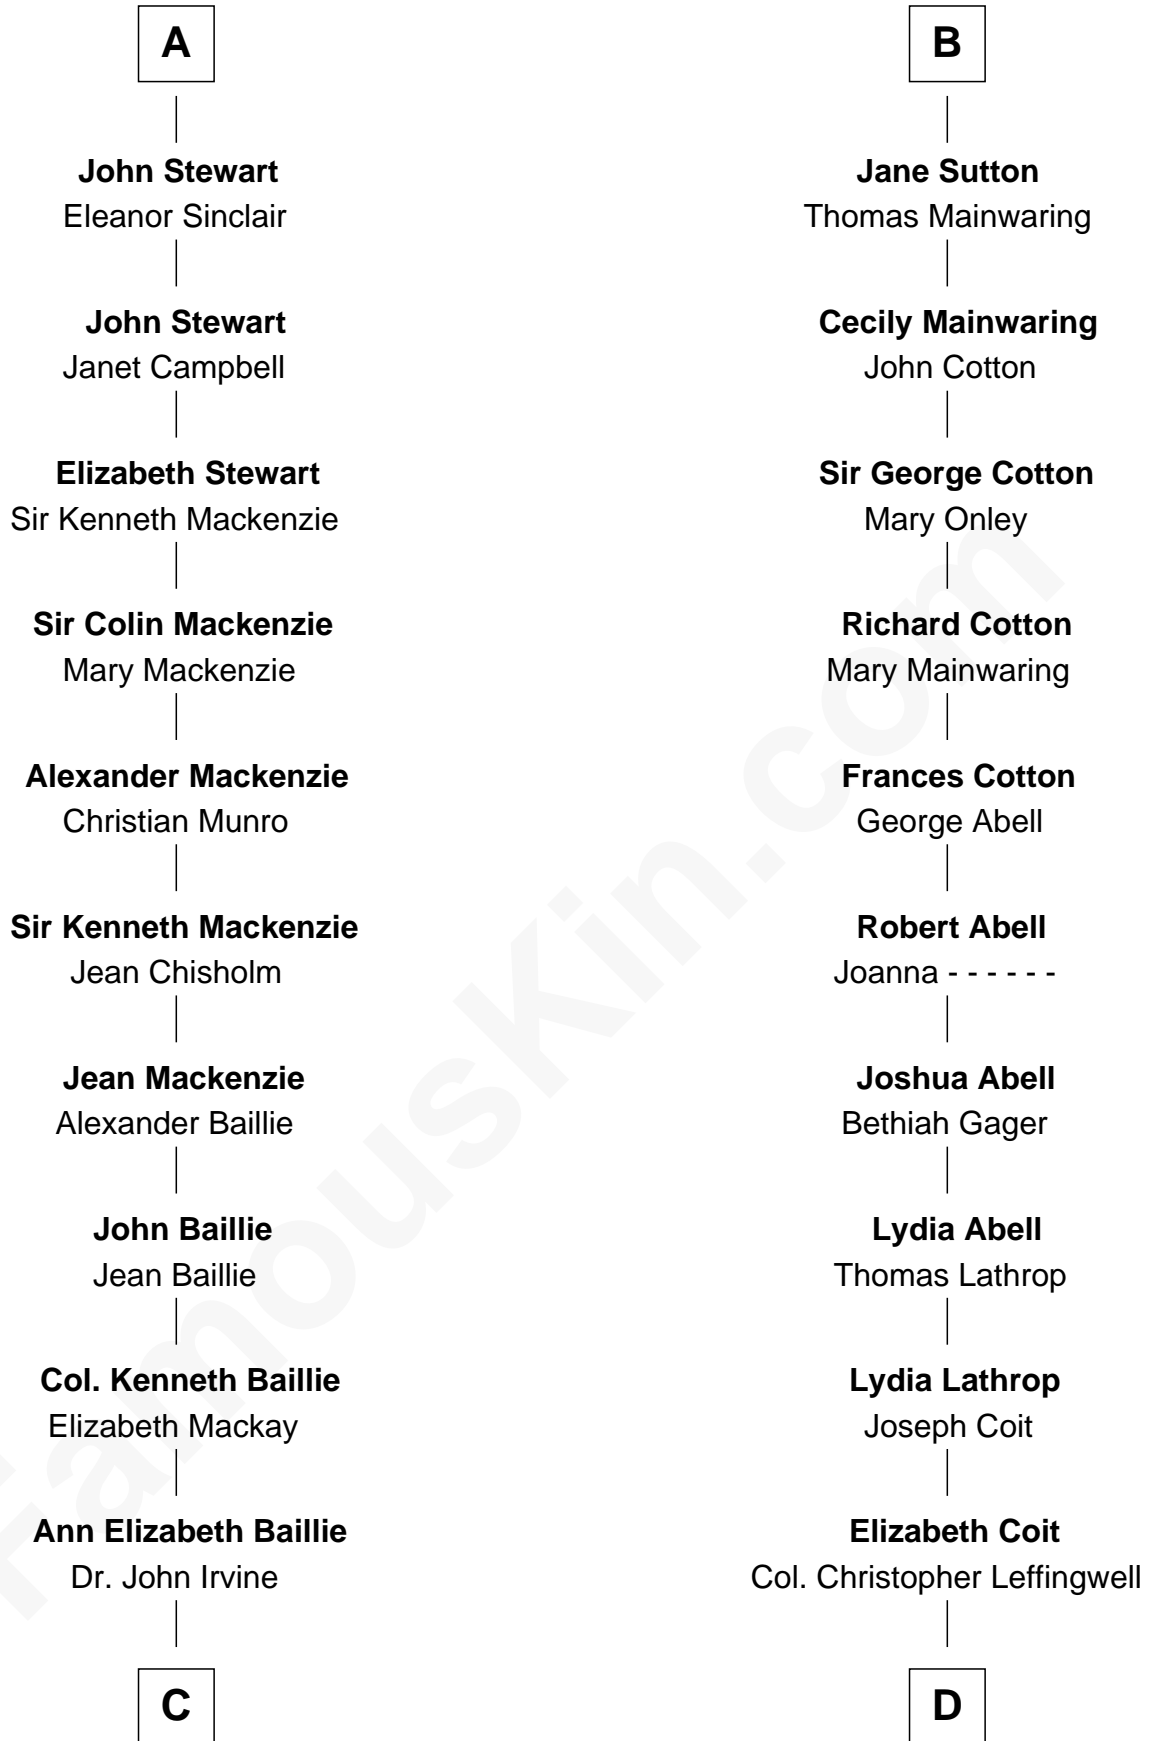 A
John Stewart
Eleanor Sinclair
John Stewart
Janet Campbell
Elizabeth Stewart
Sir Kenneth Mackenzie
Sir Colin Mackenzie
Mary Mackenzie
Alexander Mackenzie
Christian Munro
Sir Kenneth Mackenzie
Jean Chisholm
Jean Mackenzie
Alexander Baillie
John Baillie
Jean Baillie
Col. Kenneth Baillie
Elizabeth Mackay
Ann Elizabeth Baillie
Dr. John Irvine
C
B
Jane Sutton
Thomas Mainwaring
Cecily Mainwaring
John Cotton
Sir George Cotton
Mary Onley
Richard Cotton
Mary Mainwaring
Frances Cotton
George Abell
Robert Abell
Joanna - - - - - -
Joshua Abell
Bethiah Gager
Lydia Abell
Thomas Lathrop
Lydia Lathrop
Joseph Coit
Elizabeth Coit
Col. Christopher Leffingwell
D
FamousKin.com